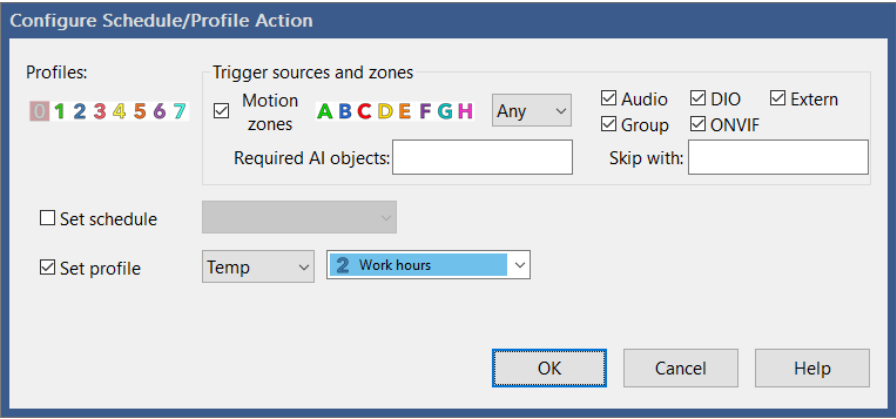 Configure Schedule/Profile Action
Profiles:
0 1 2 3 4 5 6 7
Trigger sources and zones
Motion zones
A B C D E F G H
Any
Audio
DIO
Extern
Group
ONVIF
Required AI objects:
Skip with:
Set schedule
Set profile
Temp
2 Work hours
OK
Cancel
Help